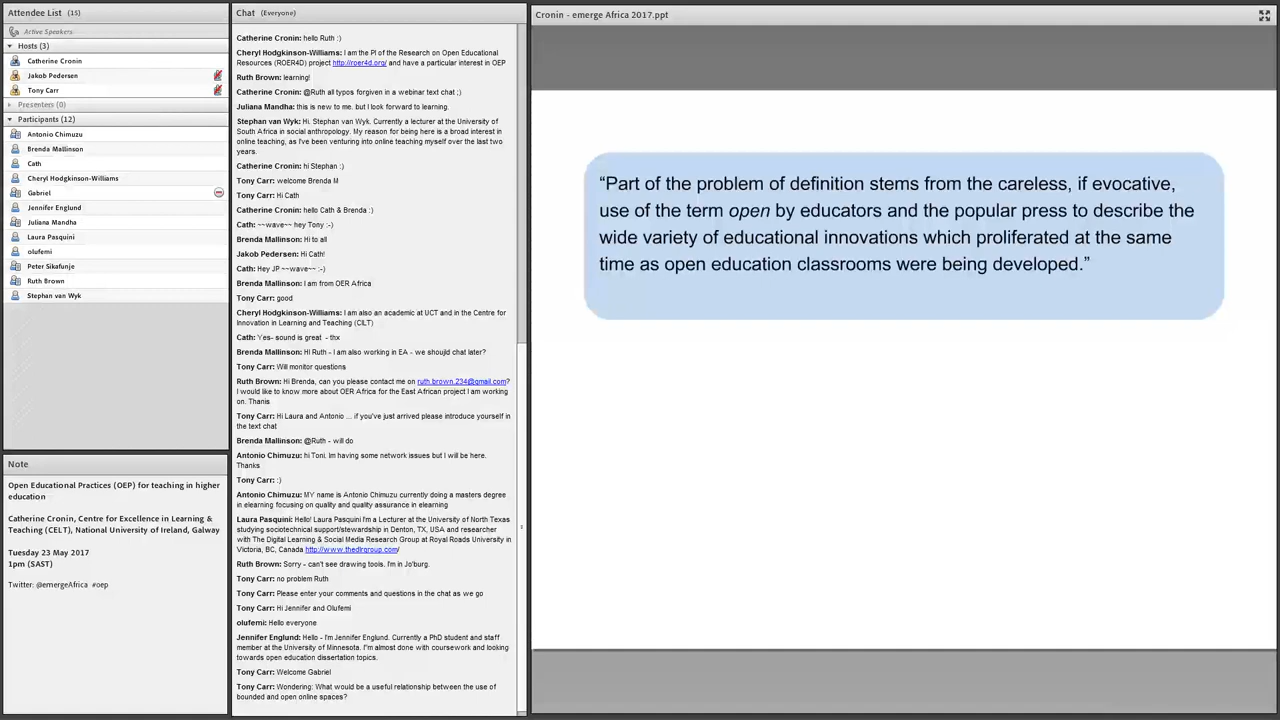 Attendee List (15)
Active Speakers
Hosts (3)
Catherine Cronin
Jakob Pedersen
Tony Carr
Presenters (0)
Participants (12)
Antonio Chimuzu
Brenda Mallinson
Cath
Cheryl Hodgkinson-Williams
Gabriel
Jennifer Englund
Juliana Mandha
Laura Pasquini
olufemi
Peter Sikafunje
Ruth Brown
Stephan van Wyk
Note
Open Educational Practices (OEP) for teaching in higher
education
Catherine Cronin, Centre for Excellence in Learning &
Teaching (CELT), National University of Ireland, Galway
Tuesday 23 May 2017
1pm (SAST)
Twitter: @emergeAfrica #oep
Chat (Everyone)
Catherine Cronin: hello Ruth :)
Cheryl Hodgkinson-Williams: I am the PI of the Research on Open Educational
Resources (ROER4D) project http://roer4d.org/ and have a particular interest in OEP
Ruth Brown: learning!
Catherine Cronin: @Ruth all typos forgiven in a webinar text chat ;)
Juliana Mandha: this is new to me. but I look forward to learning.
Stephan van Wyk: Hi. Stephan van Wyk. Currently a lecturer at the University of
South Africa in social anthropology. My reason for being here is a broad interest in
online teaching, as I've been venturing into online teaching myself over the last two
years.
Catherine Cronin: hi Stephan :)
Tony Carr: welcome Brenda M
Tony Carr: Hi Cath
Catherine Cronin: hello Cath & Brenda :)
Cath: ~~wave~~ hey Tony :-)
Brenda Mallinson: Hi to all
Jakob Pedersen: Hi Cath!
Cath: Hey JP ~~wave~~ :-)
Brenda Mallinson: I am from OER Africa
Tony Carr: good
Cheryl Hodgkinson-Williams: I am also an academic at UCT and in the Centre for
Innovation in Learning and Teaching (CILT)
Cath: Yes- sound is great - thx
Brenda Mallinson: HI Ruth - I am also working in EA - we shoujld chat later?
Tony Carr: Will monitor questions
Ruth Brown: Hi Brenda, can you please contact me on ruth.brown.234@gmail.com?
I would like to know more about OER Africa for the East African project I am working
on. Thanis
Tony Carr: Hi Laura and Antonio ... if you've just arrived please introduce yourself in
the text chat
Brenda Mallinson: @Ruth - will do
Antonio Chimuzu: hi Toni. Im having some network issues but I will be here.
Thanks
Tony Carr: :)
Antonio Chimuzu: MY name is Antonio Chimuzu currently doing a masters degree
in elearning focusing on quality and quality assurance in elearning
Laura Pasquini: Hello! Laura Pasquini I'm a Lecturer at the University of North Texas
studying sociotechnical support/stewardship in Denton, TX, USA and researcher
with The Digital Learning & Social Media Research Group at Royal Roads University in
Victoria, BC, Canada http://www.thedlrgroup.com/
Ruth Brown: Sorry - can't see drawing tools. I'm in Jo'burg.
Tony Carr: no problem Ruth
Tony Carr: Please enter your comments and questions in the chat as we go
Tony Carr: Hi Jennifer and Olufemi
olufemi: Hello everyone
Jennifer Englund: Hello - I'm Jennifer Englund. Currently a PhD student and staff
member at the University of Minnesota. I"m almost done with coursework and looking
towards open education dissertation topics.
Tony Carr: Welcome Gabriel
Tony Carr: Wondering: What would be a useful relationship between the use of
bounded and open online spaces?
Cronin - emerge Africa 2017.ppt
“Part of the problem of definition stems from the careless, if evocative,
use of the term open by educators and the popular press to describe the
wide variety of educational innovations which proliferated at the same
time as open education classrooms were being developed.”